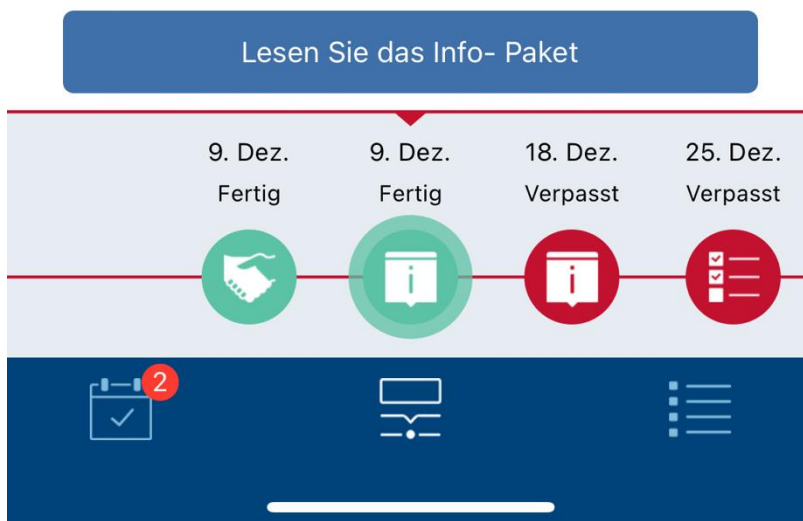 Lesen Sie das Info- Paket
9. Dez. 9. Dez. 18. Dez. 25. Dez.
Fertig Fertig Verpasst Verpasst
2